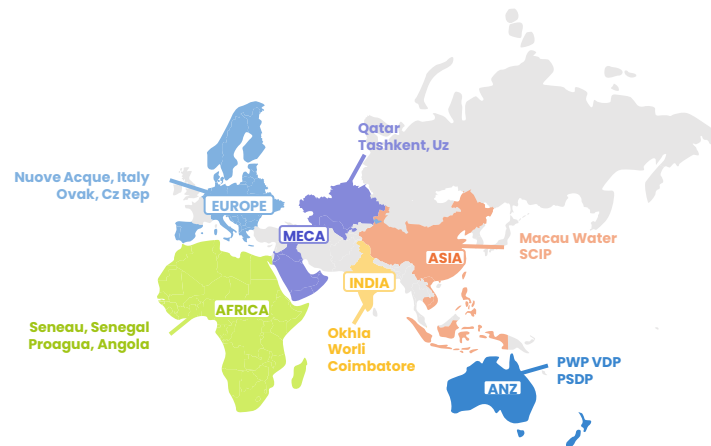 Qatar
Tashkent, Uz
Nuove Acque, Italy
Ovak, Cz Rep
EUROPE
MECA
Macau Water
SCIP
ASIA
INDIA
AFRICA
Seneau, Senegal
Proagua, Angola
Okhla
Worli
Coimbatore
PWP VDP
PSDP
ANZ